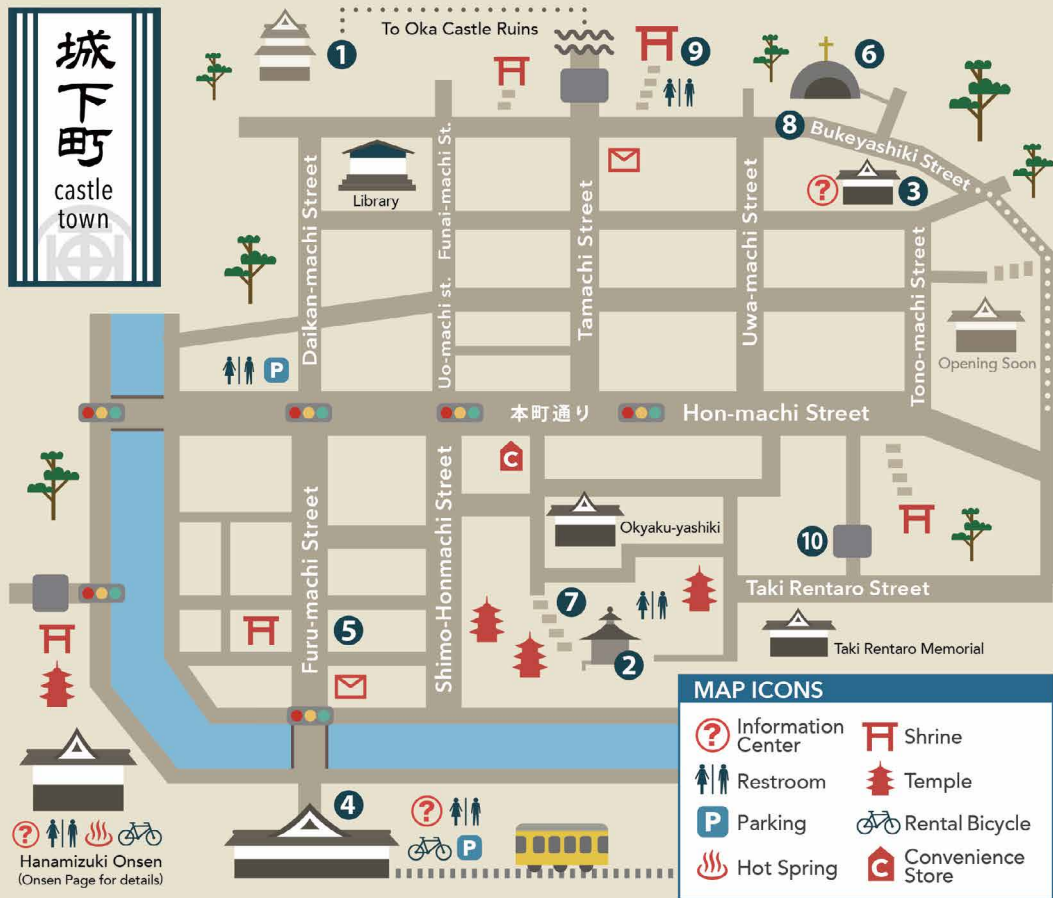 城
下
町
castle
town
1
To Oka Castle Ruins
9
6
8
Bukeyashiki Street
Library
Daikan-machi Street
Funai-machi St.
Uo-machi st.
Tamachi Street
Uwa-machi Street
?
3
Tono-machi Street
Opening Soon
P
本町通り
Hon-machi Street
C
Furu-machi Street
Shimo-Honmachi Street
Okyaku-yashiki
10
Taki Rentaro Street
7
5
2
Taki Rentaro Memorial
4
?
P
?
Hanamizuki Onsen
(Onsen Page for details)
MAP ICONS
? Information
Center
Shrine
Restroom
Temple
P Parking
Rental Bicycle
Hot Spring
C Convenience
Store